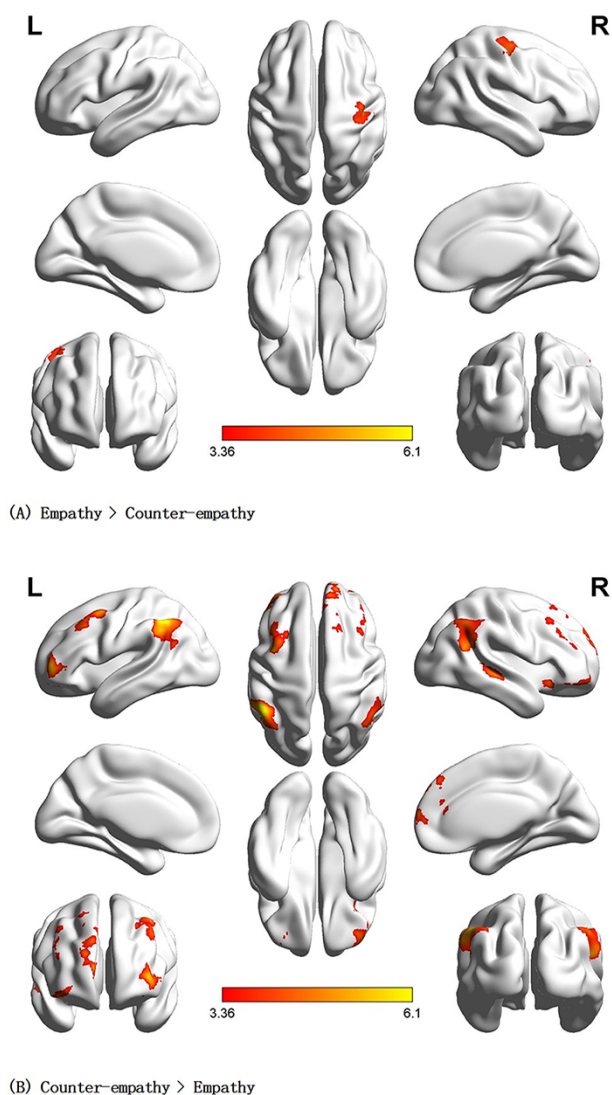 L R
3.36 6.1
(A) Empathy > Counter-empathy
L R
3.36 6.1
(B) Counter-empathy > Empathy